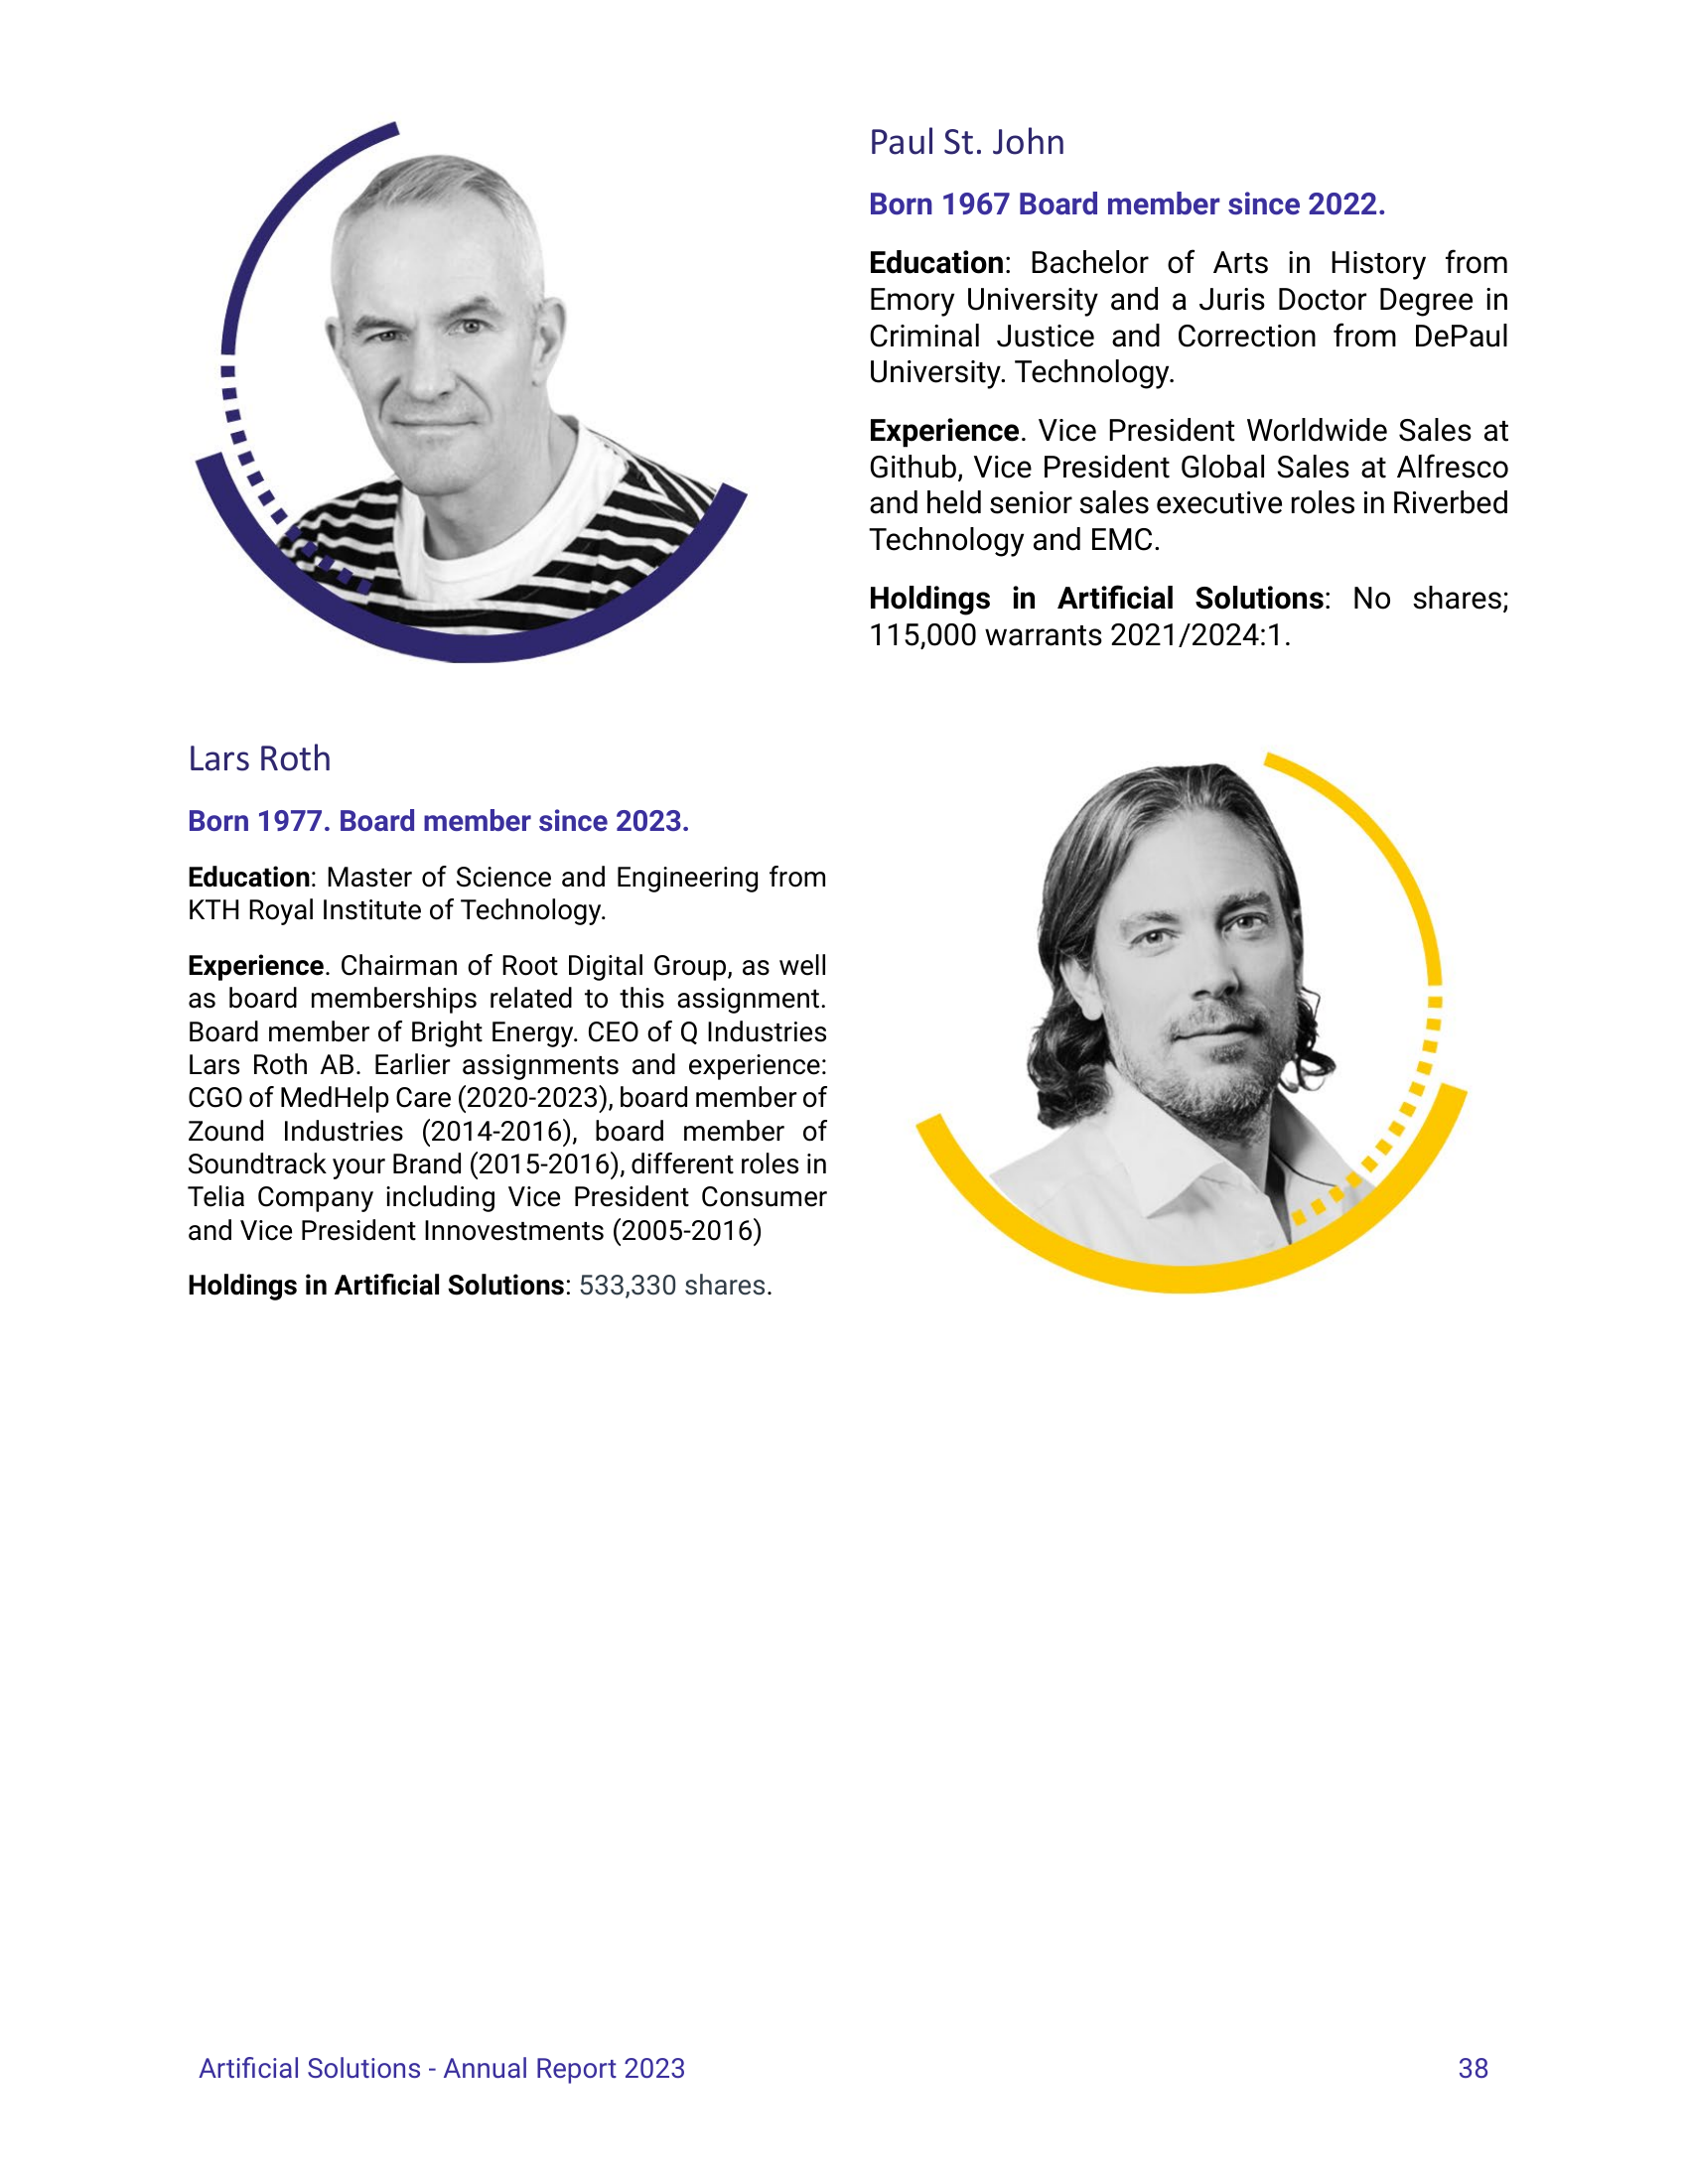 Paul St. John
Born 1967 Board member since 2022.
Education: Bachelor of Arts in History from
Emory University and a Juris Doctor Degree in
Criminal Justice and Correction from DePaul
University. Technology.
Experience. Vice President Worldwide Sales at
Github, Vice President Global Sales at Alfresco
and held senior sales executive roles in Riverbed
Technology and EMC.
Holdings in Artificial Solutions: No shares;
115,000 warrants 2021/2024:1.
Lars Roth
Born 1977. Board member since 2023.
Education: Master of Science and Engineering from
KTH Royal Institute of Technology.
Experience. Chairman of Root Digital Group, as well
as board memberships related to this assignment.
Board member of Bright Energy. CEO of Q Industries
Lars Roth AB. Earlier assignments and experience:
CGO of MedHelp Care (2020-2023), board member of
Zound Industries (2014-2016), board member of
Soundtrack your Brand (2015-2016), different roles in
Telia Company including Vice President Consumer
and Vice President Innovestments (2005-2016)
Holdings in Artificial Solutions: 533,330 shares.
Artificial Solutions - Annual Report 2023 38